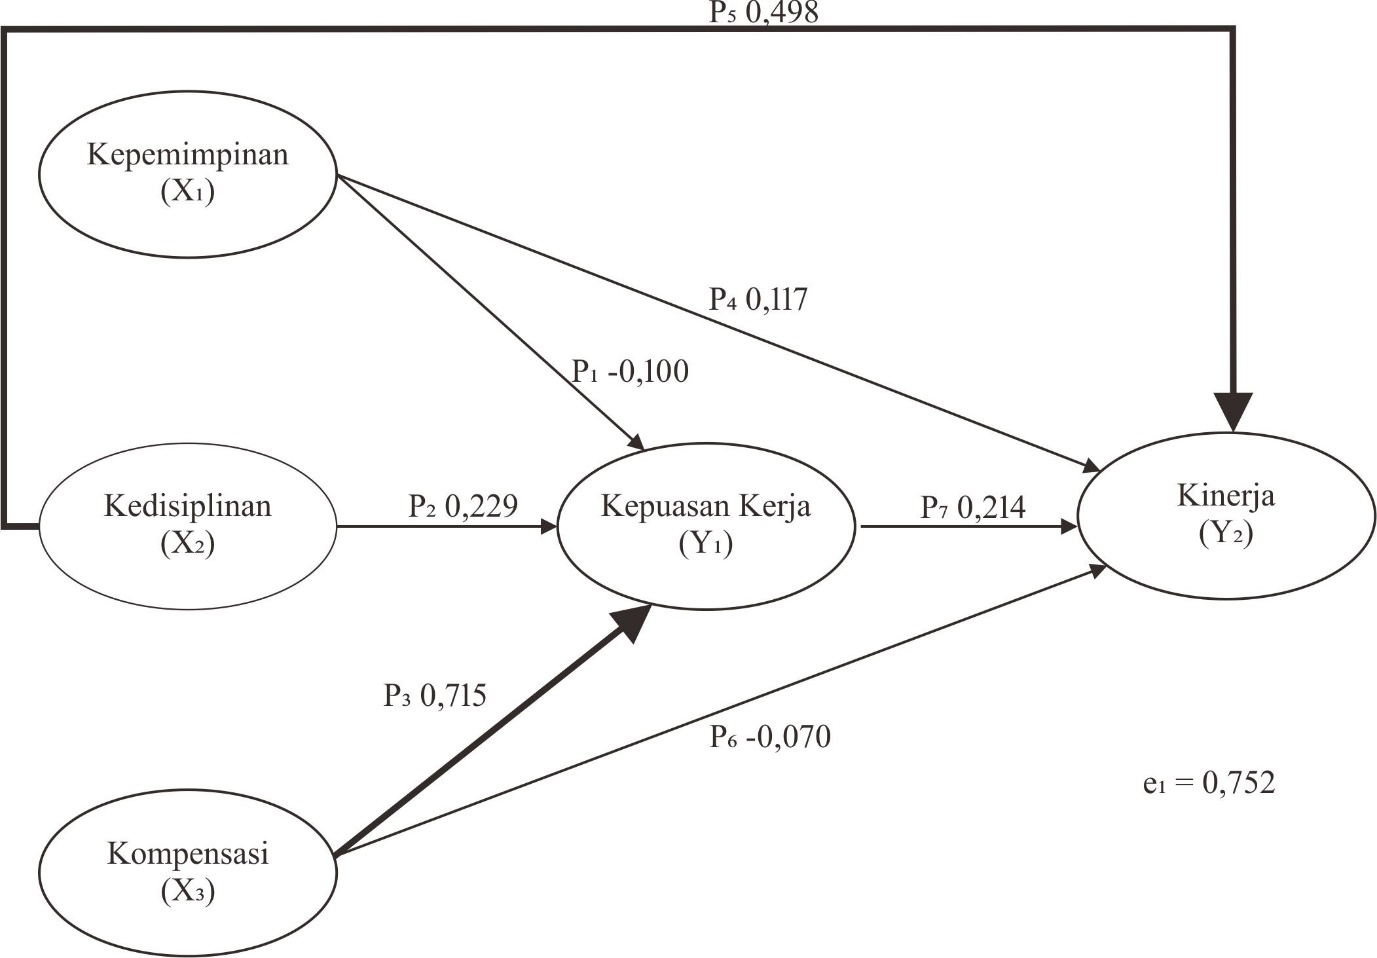 P₅ 0,498
Kepemimpinan
(X₁)
P₄ 0,117
P₁ -0,100
Kedisiplinan
(X₂)
P₂ 0,229
Kepuasan Kerja
(Y₁)
P₇ 0,214
Kinerja
(Y₂)
P₃ 0,715
P₆ -0,070
e₁ = 0,752
Kompensasi
(X₃)